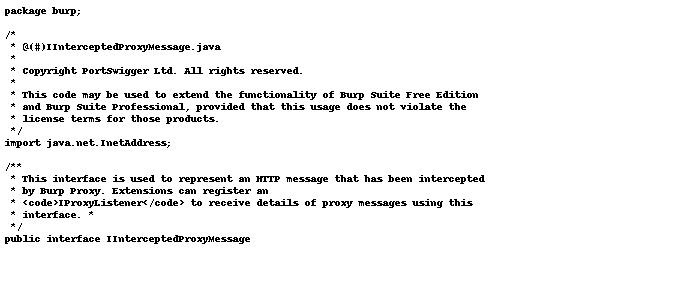 package burp;

/*
 * @(#)IInterceptedProxyMessage.java
 *
 * Copyright PortSwigger Ltd. All rights reserved.
 *
 * This code may be used to extend the functionality of Burp Suite Free Edition
 * and Burp Suite Professional, provided that this usage does not violate the
 * license terms for those products.
 */
import java.net.InetAddress;

/**
 * This interface is used to represent an HTTP message that has been intercepted
 * by Burp Proxy. Extensions can register an
 * <code>IProxyListener</code> to receive details of proxy messages using this
 * interface. *
 */
public interface IInterceptedProxyMessage